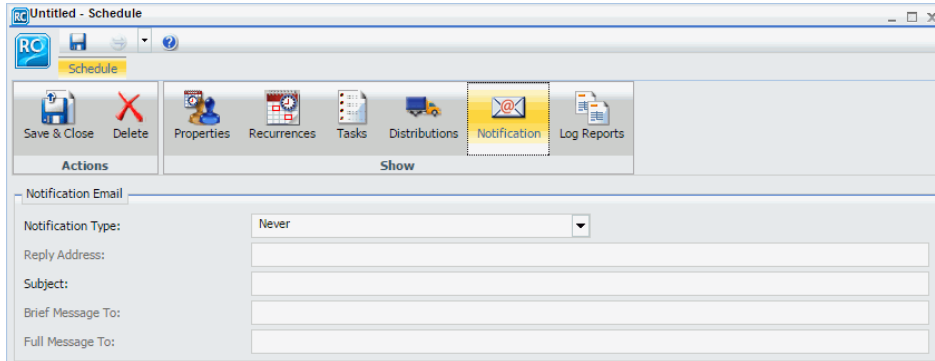 RC Untitled - Schedule
RC
Schedule
Save & Close Delete Properties Recurrences Tasks Distributions Notification Log Reports
Actions Show
Notification Email
Notification Type: Never
Reply Address:
Subject:
Brief Message To:
Full Message To: